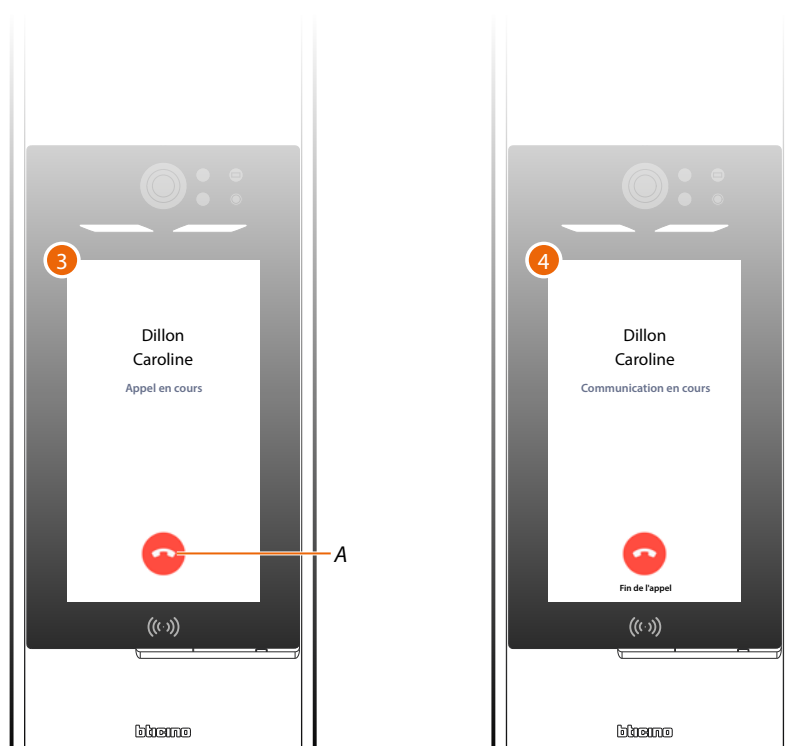 3
Dillon
Caroline
Appel en cours
A
bticino
4
Dillon
Caroline
Communication en cours
Fin de l'appel
bticino